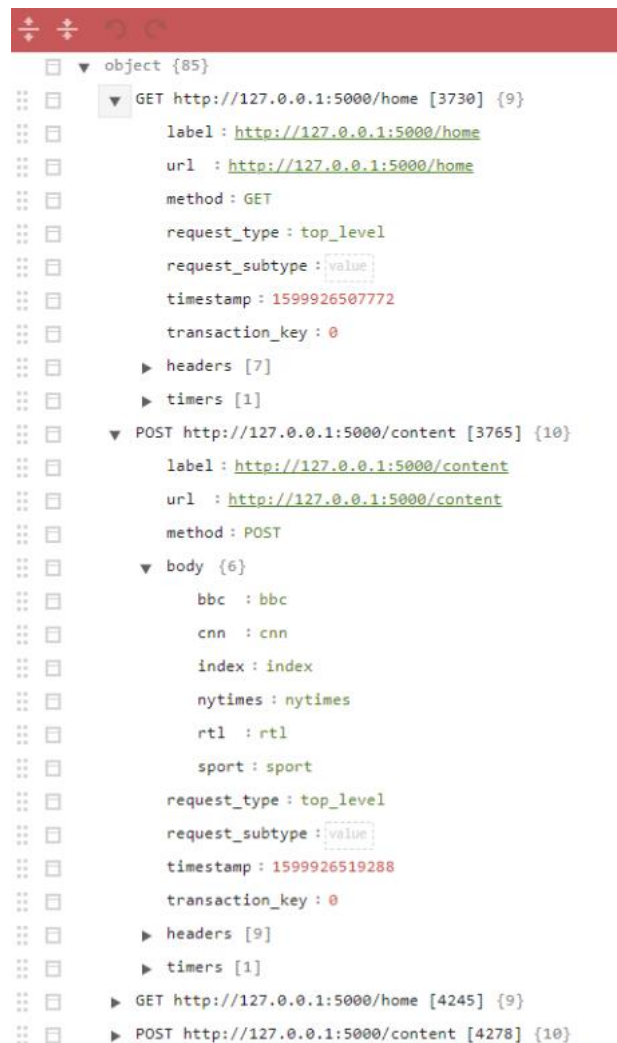 object {85}
GET http://127.0.0.1:5000/home [3730] {9}
label : http://127.0.0.1:5000/home
url : http://127.0.0.1:5000/home
method : GET
request_type : top_level
request_subtype : value
timestamp : 1599926507772
transaction_key : 0
headers [7]
timers [1]
POST http://127.0.0.1:5000/content [3765] {10}
label : http://127.0.0.1:5000/content
url : http://127.0.0.1:5000/content
method : POST
body {6}
bbc : bbc
cnn : cnn
index : index
nytimes : nytimes
rtl : rtl
sport : sport
request_type : top_level
request_subtype : value
timestamp : 1599926519288
transaction_key : 0
headers [9]
timers [1]
GET http://127.0.0.1:5000/home [4245] {9}
POST http://127.0.0.1:5000/content [4278] {10}